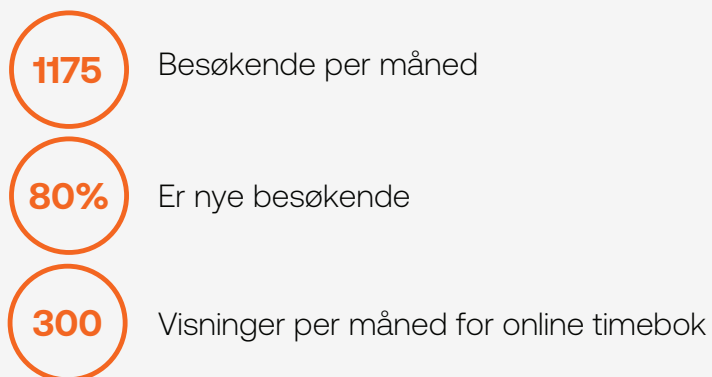 1175 Besøkende per måned
80% Er nye besøkende
300 Visninger per måned for online timebok